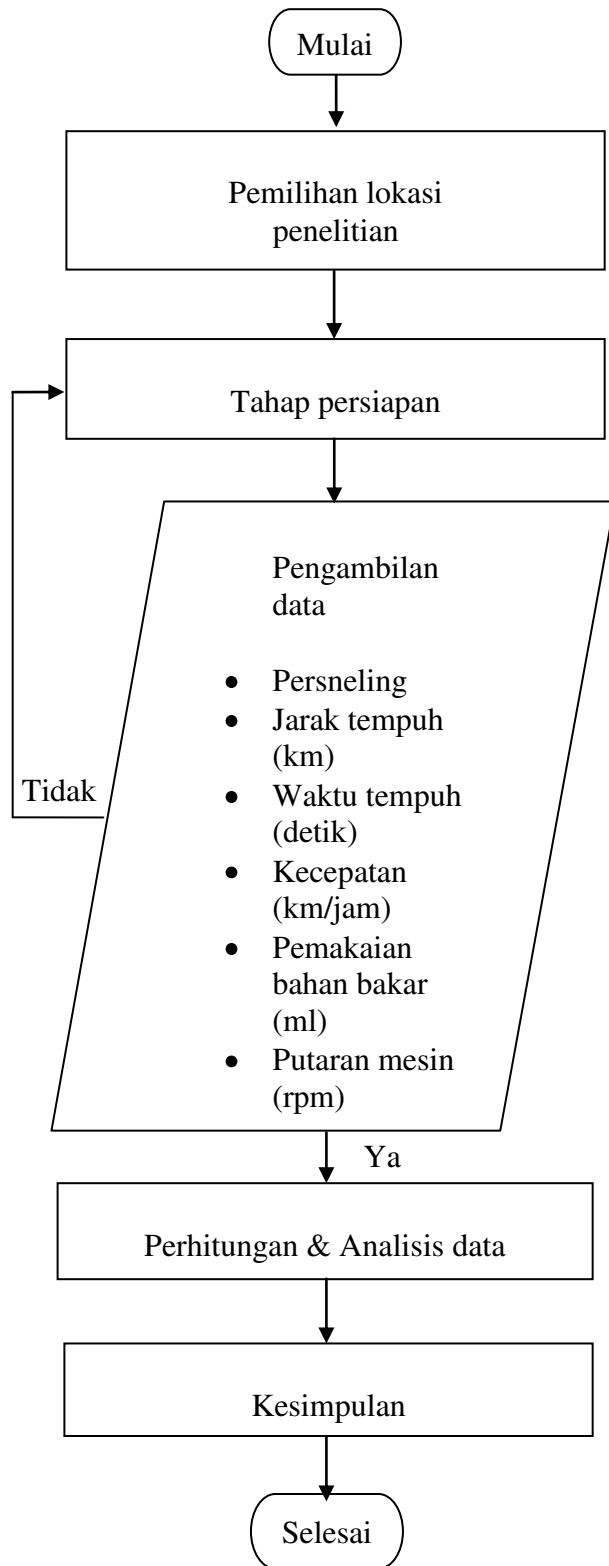 Mulai
Pemilihan lokasi
penelitian
Tahap persiapan
Pengambilan
data
• Persneling
• Jarak tempuh
(km)
Tidak
• Waktu tempuh
(detik)
• Kecepatan
(km/jam)
• Pemakaian
bahan bakar
(ml)
• Putaran mesin
(rpm)
Ya
Perhitungan & Analisis data
Kesimpulan
Selesai